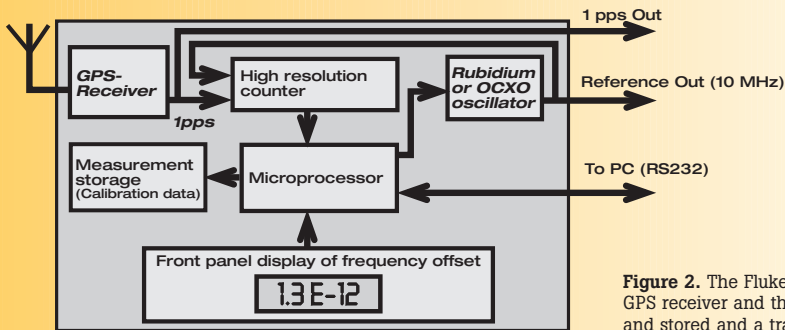 1 pps Out
GPS-
Receiver
High resolution
counter
Rubidium
or OCXO
oscillator
Reference Out (10 MHz)
1pps
Measurement
storage
(Calibration data)
Microprocessor
To PC (RS232)
Front panel display of frequency offset
1.3 E-12
Figure 2. The Fluke
GPS receiver and th
and stored and a tra